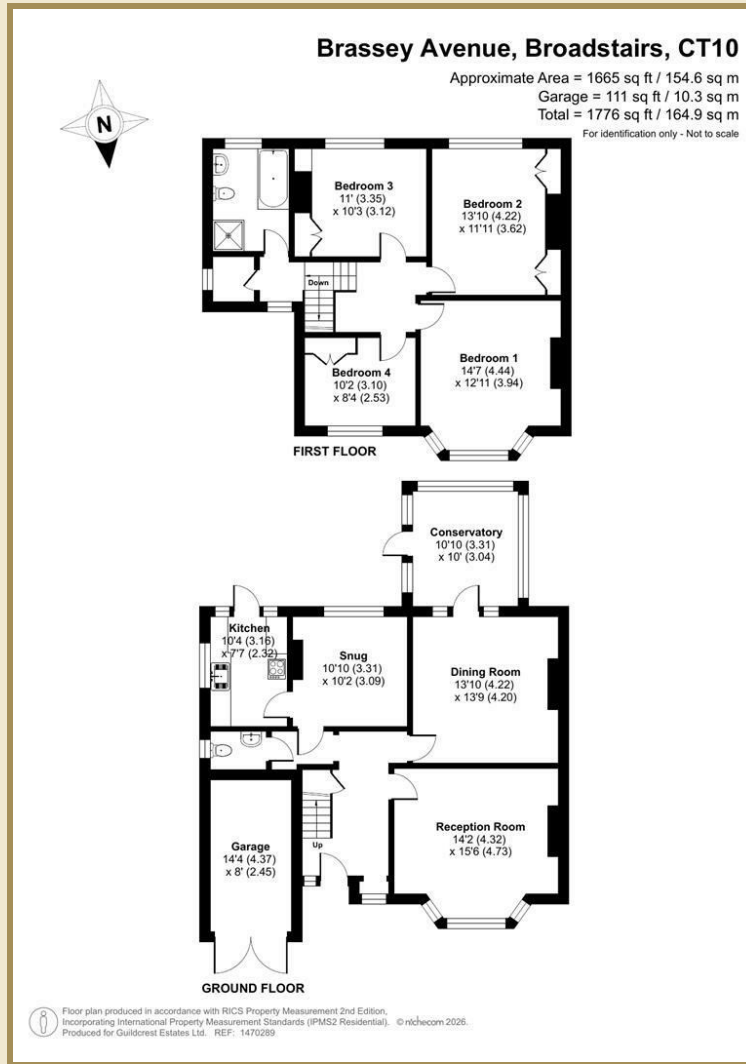 Brassey Avenue, Broadstairs, CT10
Approximate Area = 1665 sq ft / 154.6 sq m
Garage = 111 sq ft / 10.3 sq m
Total = 1776 sq ft / 164.9 sq m
For identification only - Not to scale
N
Bedroom 3
11' (3.35)
x 10'3 (3.12)
Bedroom 2
13'10 (4.22)
x 11'11 (3.62)
Down
Bedroom 1
14'7 (4.44)
x 12'11 (3.94)
Bedroom 4
10'2 (3.10)
x 8'4 (2.53)
FIRST FLOOR
Conservatory
10'10 (3.31)
x 10' (3.04)
Kitchen
10'4 (3.16)
x 7'7 (2.32)
Snug
10'10 (3.31)
x 10'2 (3.09)
Dining Room
13'10 (4.22)
x 13'9 (4.20)
Reception Room
14'2 (4.32)
x 15'6 (4.73)
Up
Garage
14'4 (4.37)
x 8' (2.45)
GROUND FLOOR
Floor plan produced in accordance with RICS Property Measurement 2nd Edition,
Incorporating International Property Measurement Standards (IPMS2 Residential). © nichecom 2026.
Produced for Guildcrest Estates Ltd. REF: 1470289